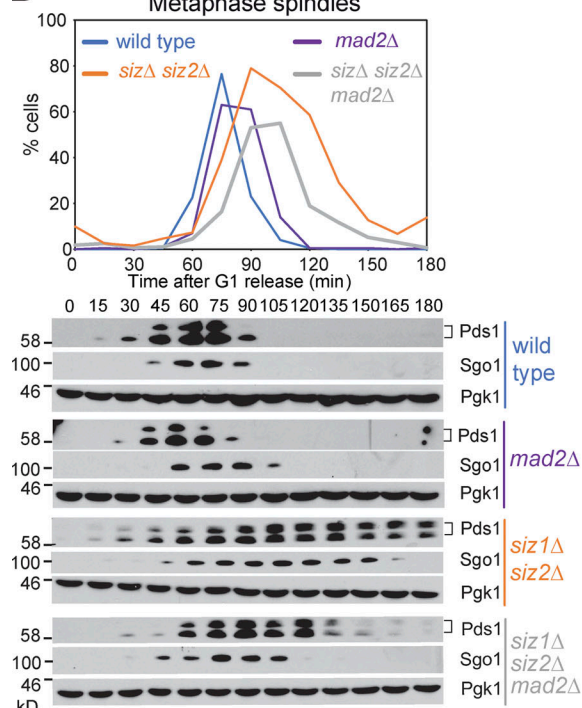 Metaphase spindles
100
80
60
40
20
0
% cells
wild type
mad2Δ
sizΔ siz2Δ
sizΔ siz2Δ
mad2Δ
0 30 60 90 120 150 180
Time after G1 release (min)
0 15 30 45 60 75 90 105 120 135 150 165 180
58
Pds1
100
Sgo1
46
Pgk1
wild
type
58
Pds1
100
Sgo1
46
Pgk1
mad2Δ
58
Pds1
100
Sgo1
46
Pgk1
siz1Δ
siz2Δ
58
Pds1
100
Sgo1
46
Pgk1
siz1Δ
siz2Δ
mad2Δ
kD